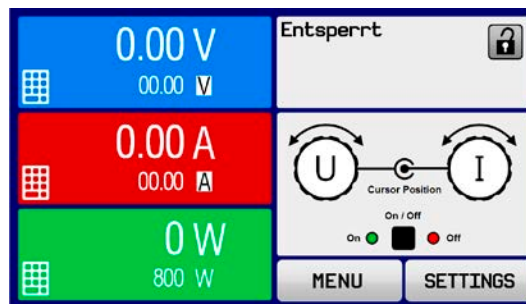 0.00 V
00.00 V
0.00 A
00.00 A
0 W
800 W
Entsperrt
U
I
Cursor Position
On / Off
On
Off
MENU
SETTINGS